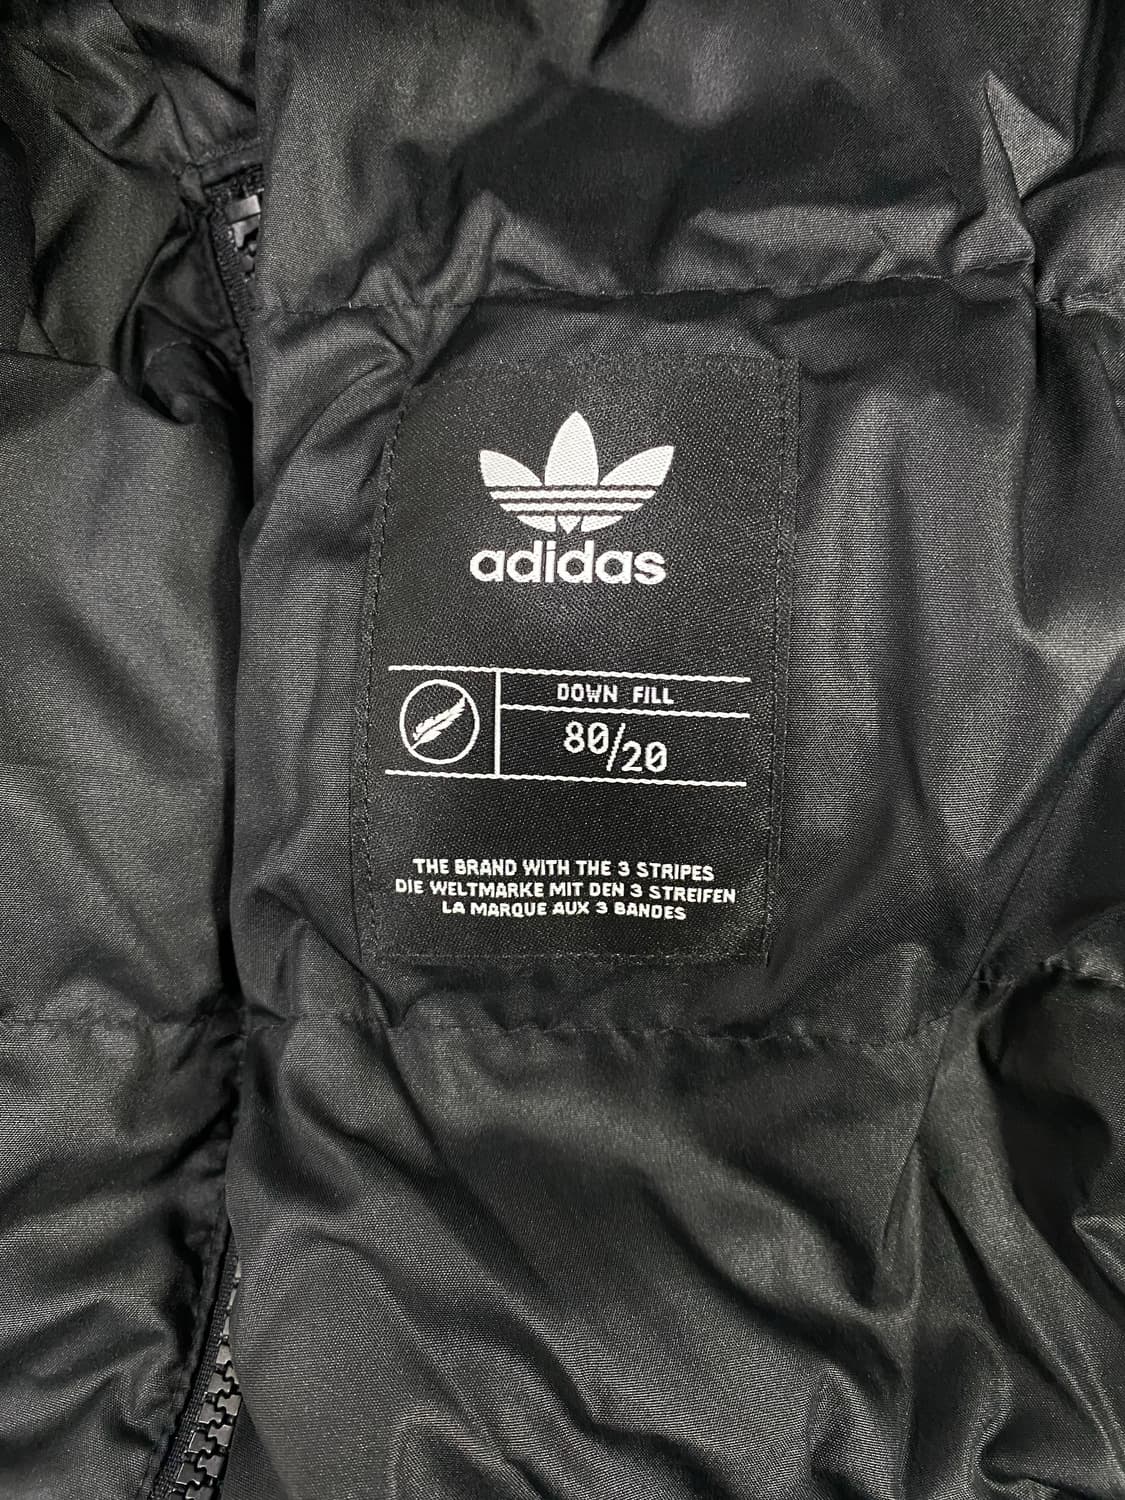 adidas
DOWN FILL
80/20
THE BRAND WITH THE 3 STRIPES
DIE WELTMARKE MIT DEN 3 STREIFEN
LA MARQUE AUX 3 BANDES